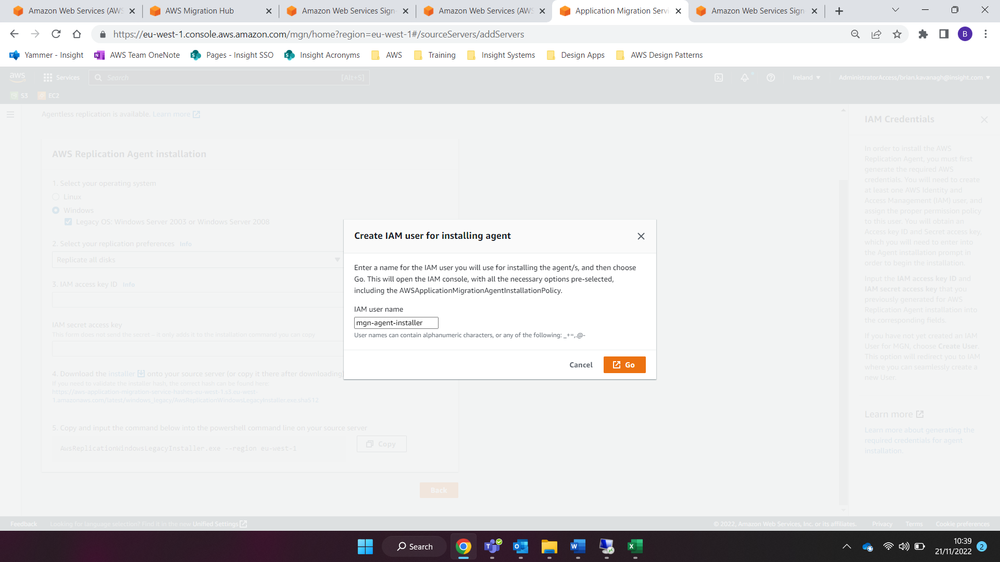 Amazon Web Services (AWS
AWS Migration Hub
Amazon Web Services Sign-
Amazon Web Services (AWS
Application Migration Servi
Amazon Web Services Sign
https://eu-west-1.console.aws.amazon.com/mgn/home?region=eu-west-1#/sourceServers/addServers
B
Yammer - Insight
AWS Team OneNote
Pages - Insight SSO
Insight Acronyms
AWS
Training
Insight Systems
Design Apps
AWS Design Patterns
aws
Services
Search
[Alt+S]
Ireland
AdministratorAccess/brian.kavanagh@insight.com
S3
EC2
Agentless replication is available. Learn more
AWS Replication Agent installation
1. Select your operating system
Linux
Windows
Legacy OS: Windows Server 2003 or Windows Server 2008
2. Select your replication preferences Info
Replicate all disks
3. IAM access key ID Info
IAM secret access key
This form does not send the secret – it only adds it to the installation command you can copy
4. Download the installer onto your source server (or copy it there after downloading)
If you need to validate the installer hash, the correct hash can be found here:
https://aws-application-migration-service-hashes-eu-west-1.s3.eu-west-
1.amazonaws.com/latest/windows_legacy/AwsReplicationWindowsLegacyInstaller.exe.sha512
5. Copy and input the command below into the powershell command line on your source server
AwsReplicationWindowsLegacyInstaller.exe --region eu-west-1
Copy
Back
Create IAM user for installing agent
Enter a name for the IAM user you will use for installing the agent/s, and then choose
Go. This will open the IAM console, with all the necessary options pre-selected,
including the AWSApplicationMigrationAgentInstallationPolicy.
IAM user name
mgn-agent-installer
User names can contain alphanumeric characters, or any of the following: _+=,.@-
Cancel
Go
IAM Credentials
In order to install the AWS
Replication Agent, you must first
generate the required AWS
credentials. You will need to create
at least one AWS Identity and
Access Management (IAM) user, and
assign the proper permission policy
to this user. You will obtain an
Access key ID and Secret access key,
which you will need to enter into
the Agent installation prompt in
order to begin the installation.
Input the IAM access key ID and
IAM secret access key that you
previously generated for AWS
Replication Agent installation into
the corresponding fields.
If you have not yet created an IAM
User for MGN, choose Create User.
This option will redirect you to IAM
where you can seamlessly create a
new User.
Learn more
Learn more about generating the
required credentials for agent
installation.
Feedback
Looking for language selection? Find it in the new Unified Settings
© 2022, Amazon Web Services, Inc. or its affiliates.
Privacy
Terms
Cookie preferences
Search
10:39
21/11/2022
2